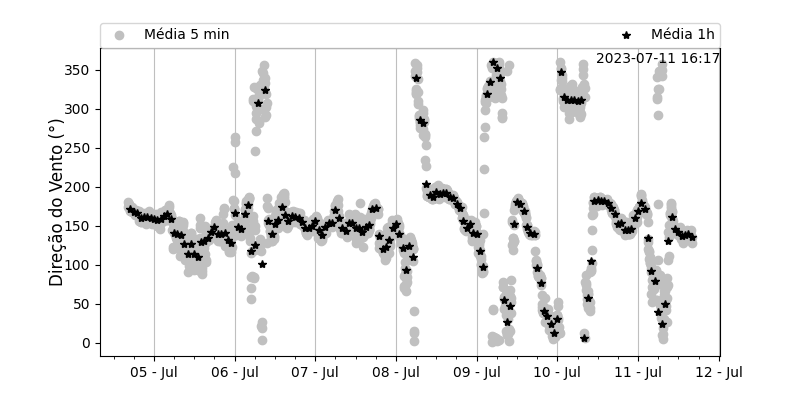 Média 5 min
Média 1h
2023-07-11 16:17
Direção do Vento (°)
350
300
250
200
150
100
50
0
05 - Jul
06 - Jul
07 - Jul
08 - Jul
09 - Jul
10 - Jul
11 - Jul
12 - Jul